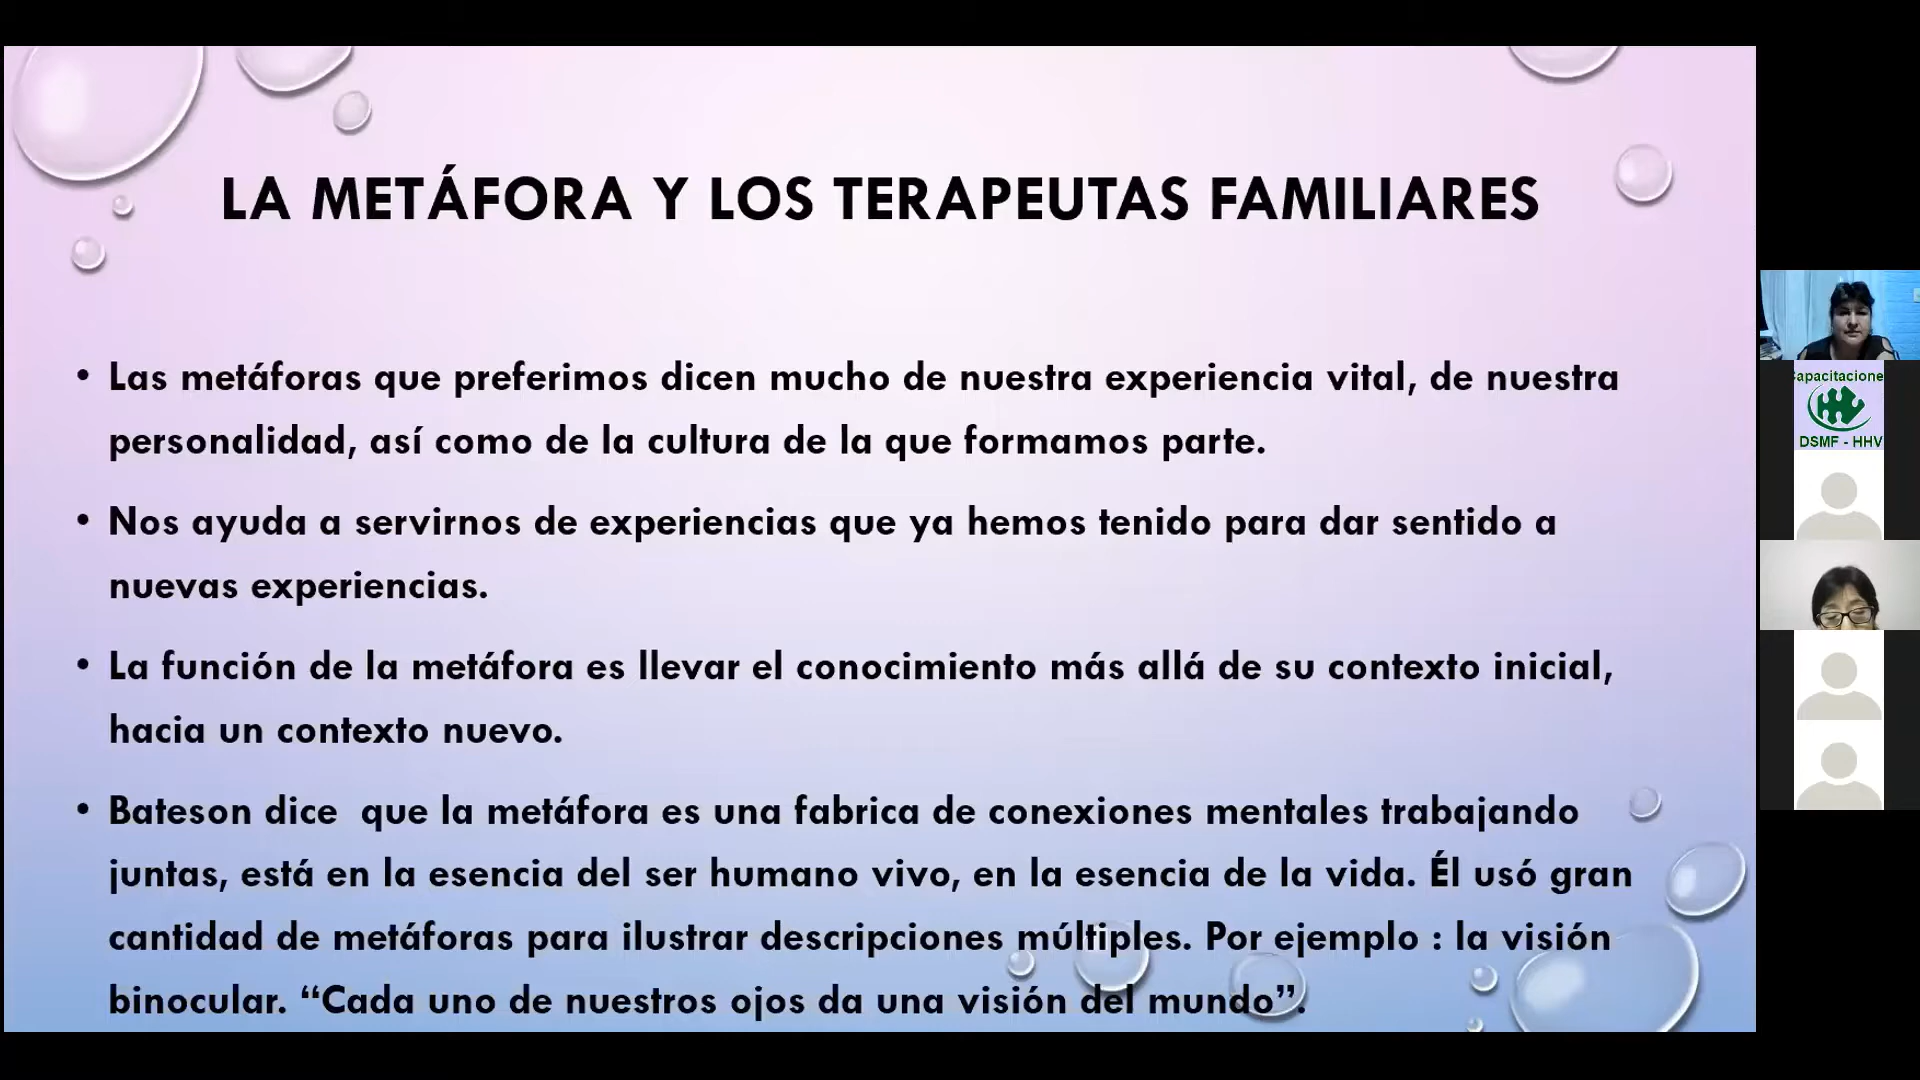 LA METÁFORA Y LOS TERAPEUTAS FAMILIARES
• Las metáforas que preferimos dicen mucho de nuestra experiencia vital, de nuestra
personalidad, así como de la cultura de la que formamos parte.
• Nos ayuda a servirnos de experiencias que ya hemos tenido para dar sentido a
nuevas experiencias.
• La función de la metáfora es llevar el conocimiento más allá de su contexto inicial,
hacia un contexto nuevo.
• Bateson dice  que la metáfora es una fabrica de conexiones mentales trabajando
juntas, está en la esencia del ser humano vivo, en la esencia de la vida. Él usó gran
cantidad de metáforas para ilustrar descripciones múltiples. Por ejemplo : la visión
binocular. “Cada uno de nuestros ojos da una visión del mundo”.
apacitacione
DSMF - HHV